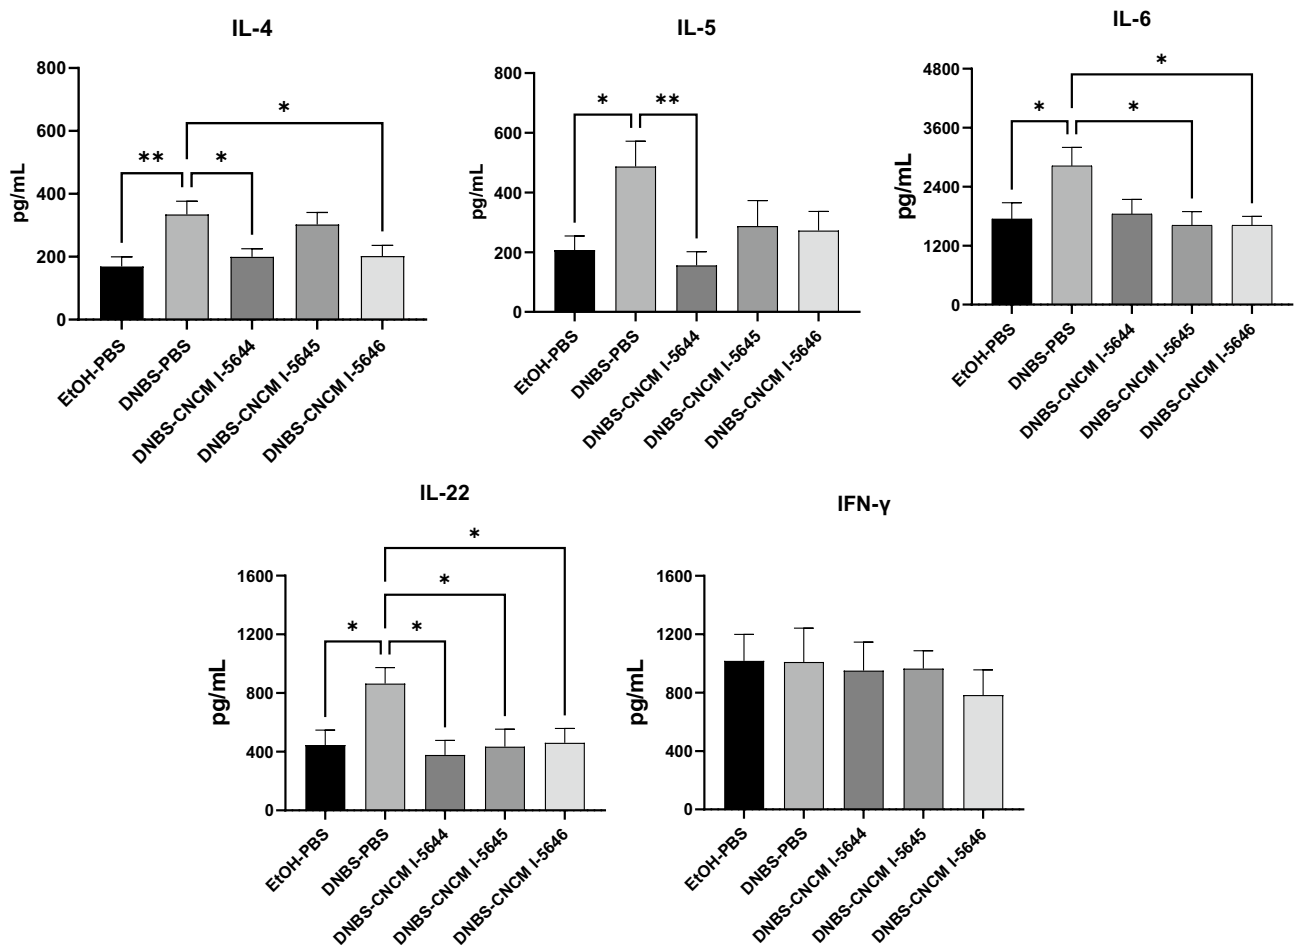 IL-4
800
600
400
200
0
pg/mL
**
*
*
EtOH-PBS
DNBS-PBS
DNBS-CNCM I-5644
DNBS-CNCM I-5645
DNBS-CNCM I-5646
IL-5
800
600
400
200
0
pg/mL
*
**
EtOH-PBS
DNBS-PBS
DNBS-CNCM I-5644
DNBS-CNCM I-5645
DNBS-CNCM I-5646
IL-6
4800
3600
2400
1200
0
pg/mL
*
*
*
EtOH-PBS
DNBS-PBS
DNBS-CNCM I-5644
DNBS-CNCM I-5645
DNBS-CNCM I-5646
IL-22
1600
1200
800
400
0
pg/mL
*
*
*
*
EtOH-PBS
DNBS-PBS
DNBS-CNCM I-5644
DNBS-CNCM I-5645
DNBS-CNCM I-5646
IFN-γ
1600
1200
800
400
0
pg/mL
EtOH-PBS
DNBS-PBS
DNBS-CNCM I-5644
DNBS-CNCM I-5645
DNBS-CNCM I-5646